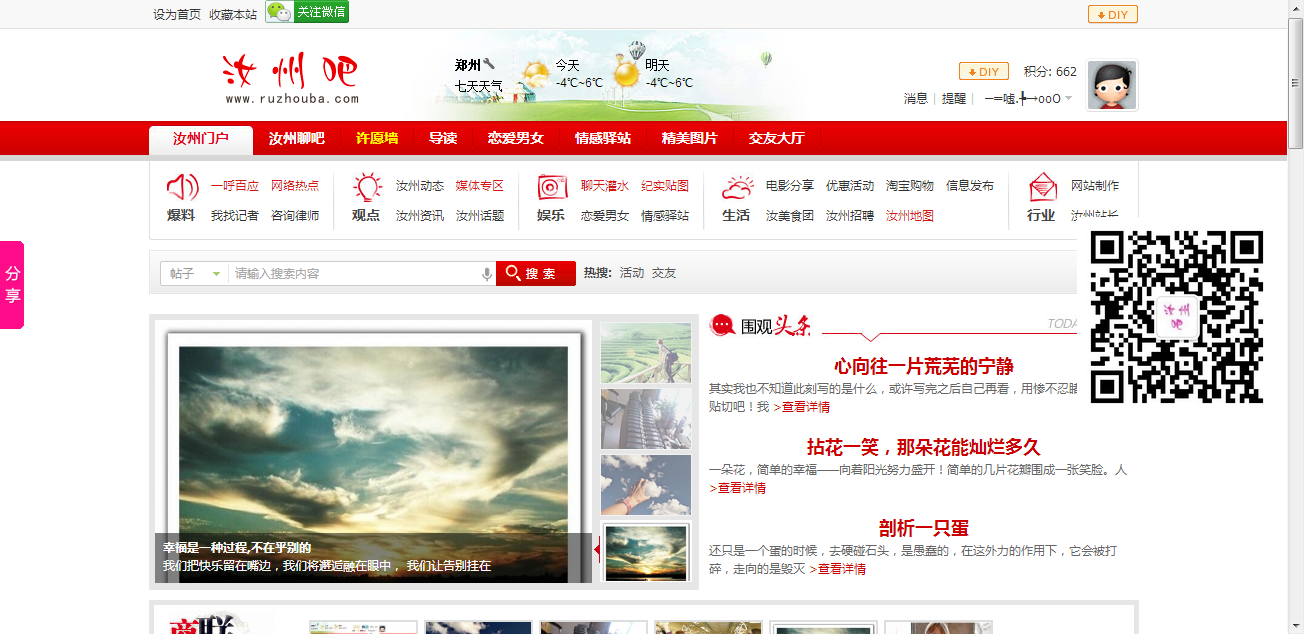 设为首页 收藏本站 关注微信 DIY
汝州吧
www.ruzhouba.com
郑州 七天天气
今天 -4℃~6℃
明天 -4℃~6℃
DIY 积分: 662
消息 提醒
汝州门户 汝州聊吧 许愿墙 导读 恋爱男女 情感驿站 精美图片 交友大厅
爆料 一呼百应 网络热点 我找记者 咨询律师
观点 汝州动态 媒体专区 汝州资讯 汝州话题
娱乐 聊天灌水 纪实贴图 恋爱男女 情感驿站
生活 电影分享 优惠活动 淘宝购物 信息发布 汝美食团 汝州招聘 汝州地图
行业 网站制作 汝州站长
分享
帖子 请输入搜索内容 搜索 热搜: 活动 交友
汝州吧
围观头条 TODA
心向往一片荒芜的宁静
其实我也不知道此刻写的是什么，或许写完之后自己再看，用惨不忍睹
贴切吧！我 >查看详情
拈花一笑，那朵花能灿烂多久
一朵花，简单的幸福——向着阳光努力盛开！简单的几片花瓣围成一张笑脸。人
>查看详情
剖析一只蛋
还只是一个蛋的时候，去硬碰石头，是愚蠢的，在这外力的作用下，它会被打
碎，走向的是毁灭 >查看详情
幸福是一种过程,不在乎别的
我们把快乐留在嘴边，我们将邂逅融在眼中， 我们让告别挂在
商联